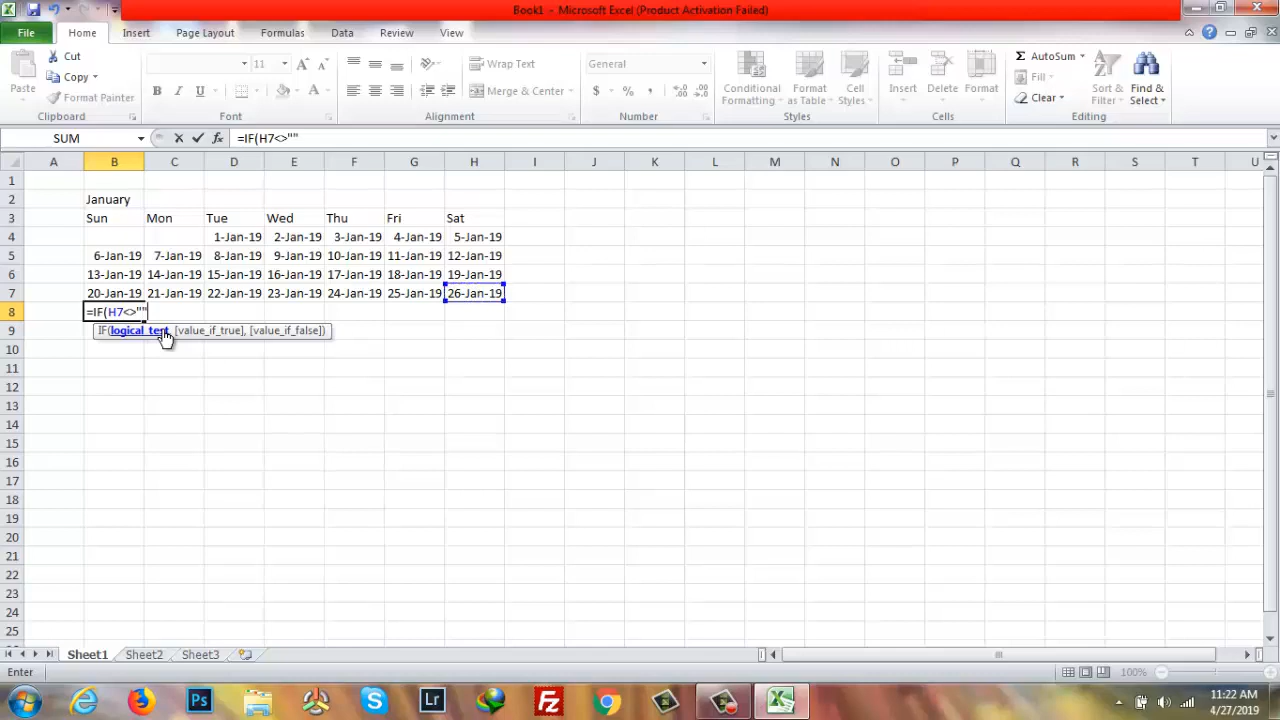 Book1 - Microsoft Excel (Product Activation Failed)
File Home Insert Page Layout Formulas Data Review View
Paste
Cut
Copy
Format Painter
Clipboard
11
Font
Wrap Text
Merge & Center
Alignment
General
Number
Conditional Formatting
Format as Table
Cell Styles
Styles
Insert
Delete
Format
Cells
AutoSum
Fill
Clear
Sort & Filter
Find & Select
Editing
SUM =IF(H7<>""
A B C D E F G H I J K L M N O P Q R S T U
1
2 January
3 Sun Mon Tue Wed Thu Fri Sat
4 1-Jan-19 2-Jan-19 3-Jan-19 4-Jan-19 5-Jan-19
5 6-Jan-19 7-Jan-19 8-Jan-19 9-Jan-19 10-Jan-19 11-Jan-19 12-Jan-19
6 13-Jan-19 14-Jan-19 15-Jan-19 16-Jan-19 17-Jan-19 18-Jan-19 19-Jan-19
7 20-Jan-19 21-Jan-19 22-Jan-19 23-Jan-19 24-Jan-19 25-Jan-19 26-Jan-19
8 =IF(H7<>""
9 IF(logical_test, [value_if_true], [value_if_false])
10
11
12
13
14
15
16
17
18
19
20
21
22
23
24
25
Sheet1 Sheet2 Sheet3
Enter 100%
Ps
S
Lr
Fz
11:22 AM
4/27/2019